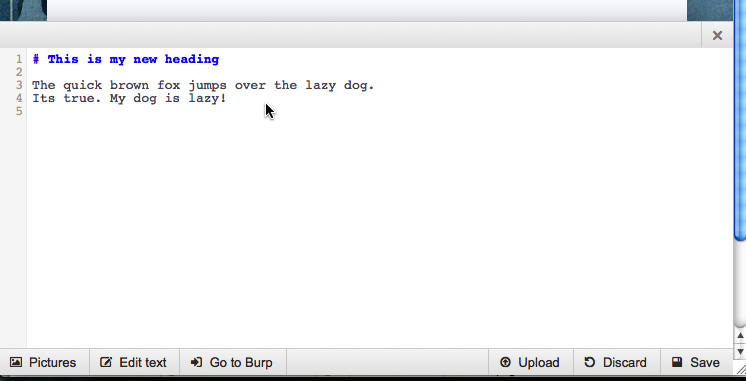 1 # This is my new heading
2
3 The quick brown fox jumps over the lazy dog.
4 Its true. My dog is lazy!
5
Pictures Edit text Go to Burp Upload Discard Save